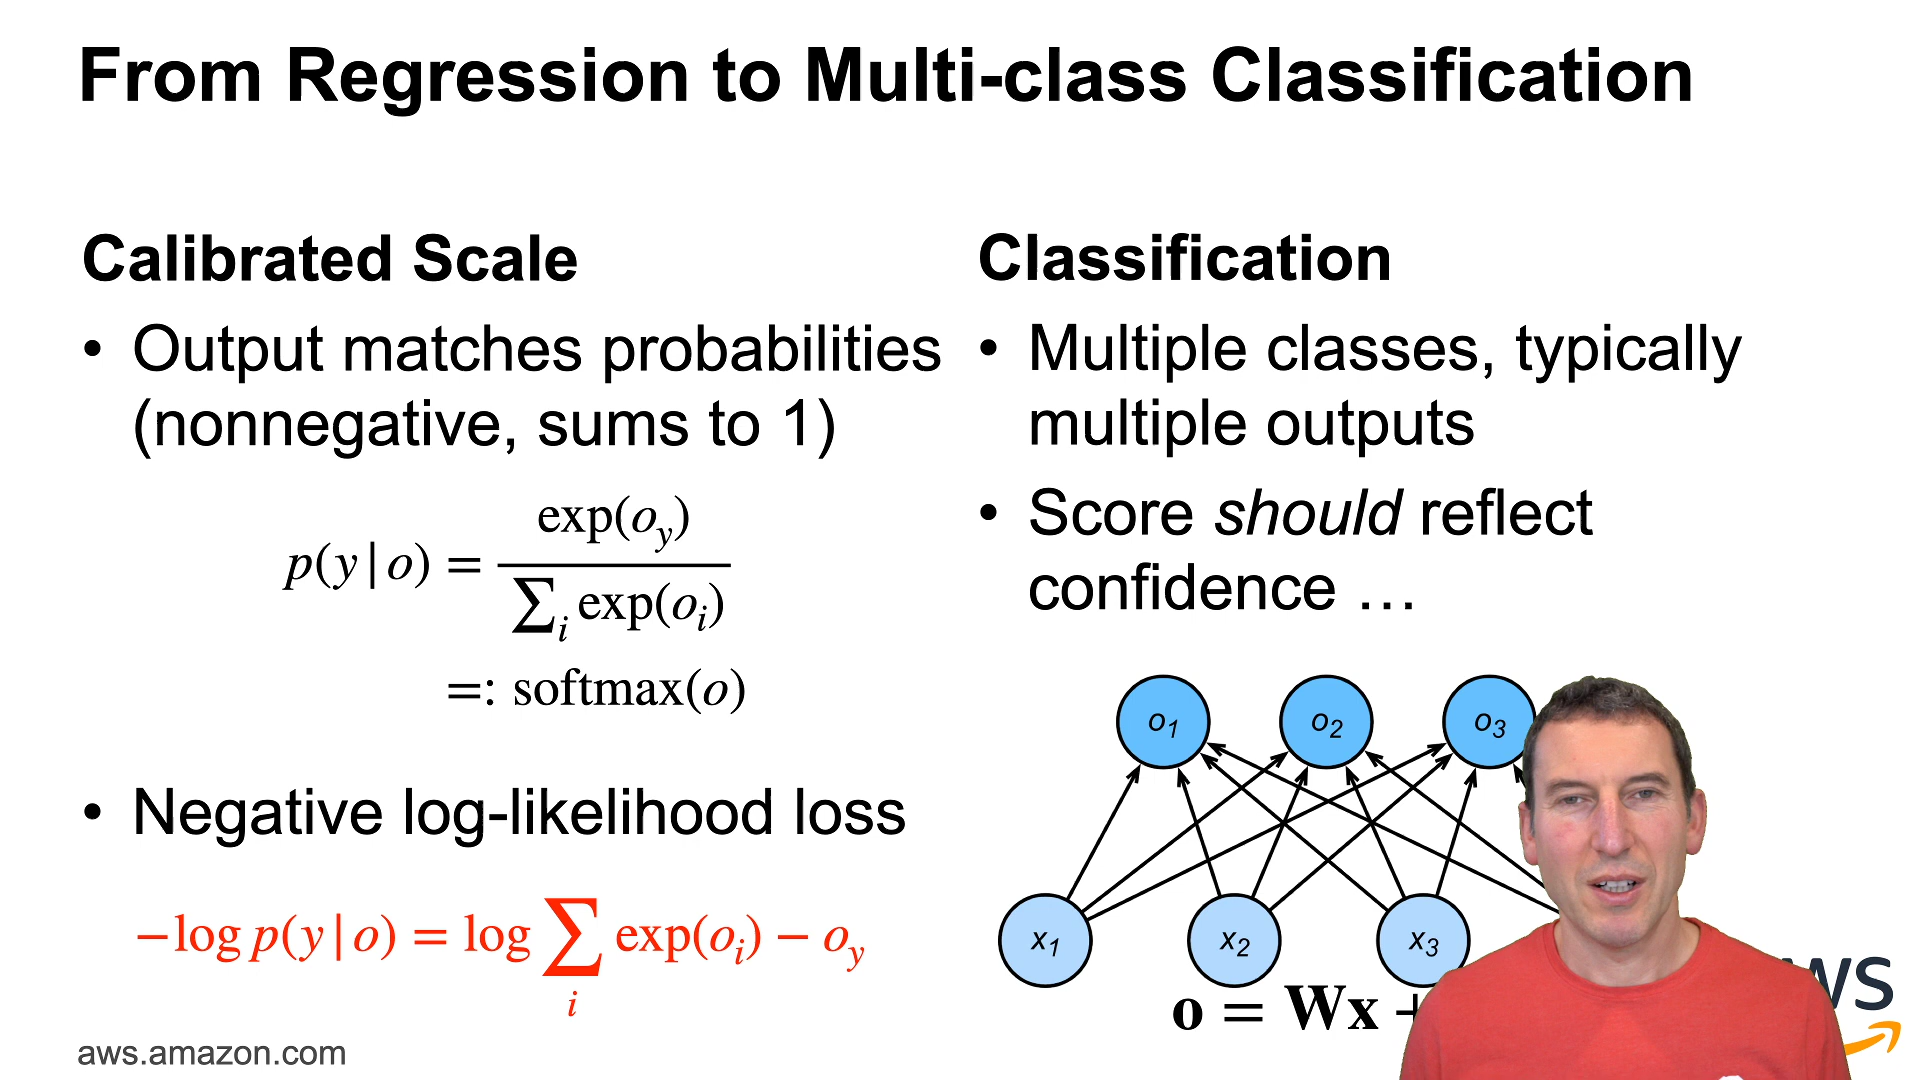 From Regression to Multi-class Classification
Calibrated Scale
• Output matches probabilities
(nonnegative, sums to 1)
p(y|o) = exp(o_y) / ∑_i exp(o_i)
=: softmax(o)
• Negative log-likelihood loss
−log p(y|o) = log ∑_i exp(o_i) − o_y
aws.amazon.com
Classification
• Multiple classes, typically
multiple outputs
• Score should reflect
confidence …
o1 o2 o3
x1 x2 x3
o = Wx +